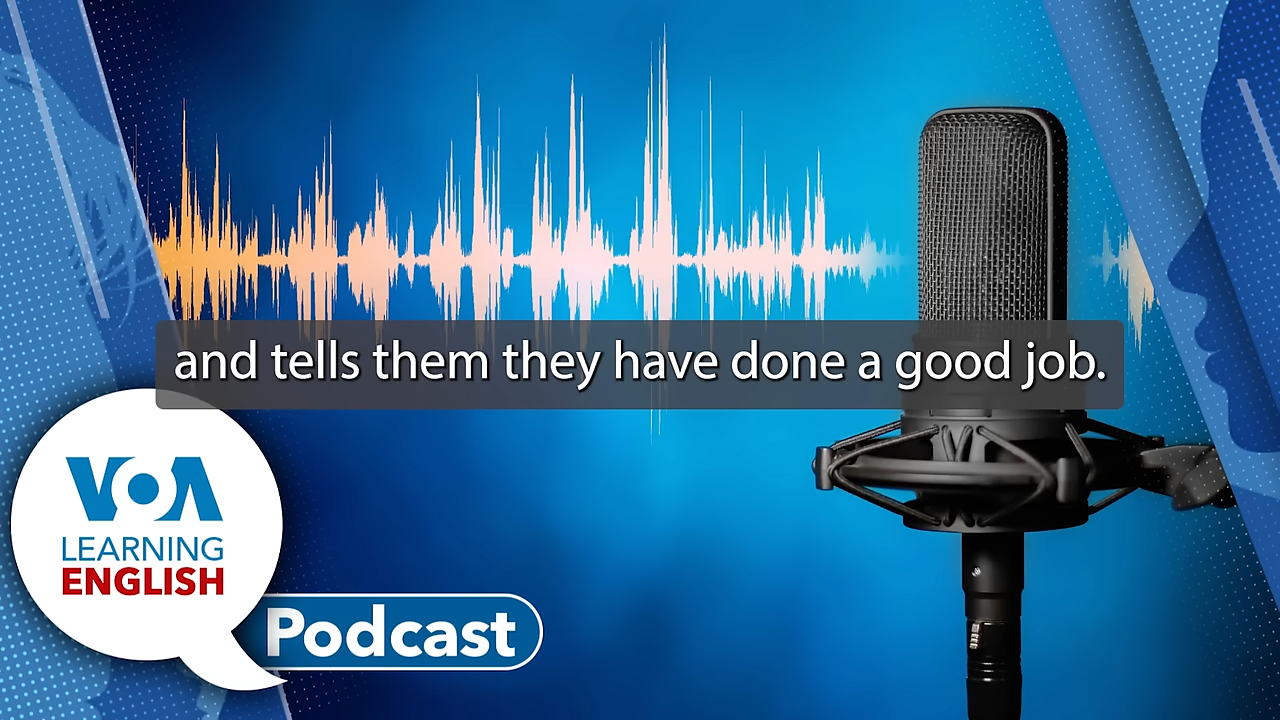 and tells them they have done a good job.
VOA
LEARNING
ENGLISH
Podcast